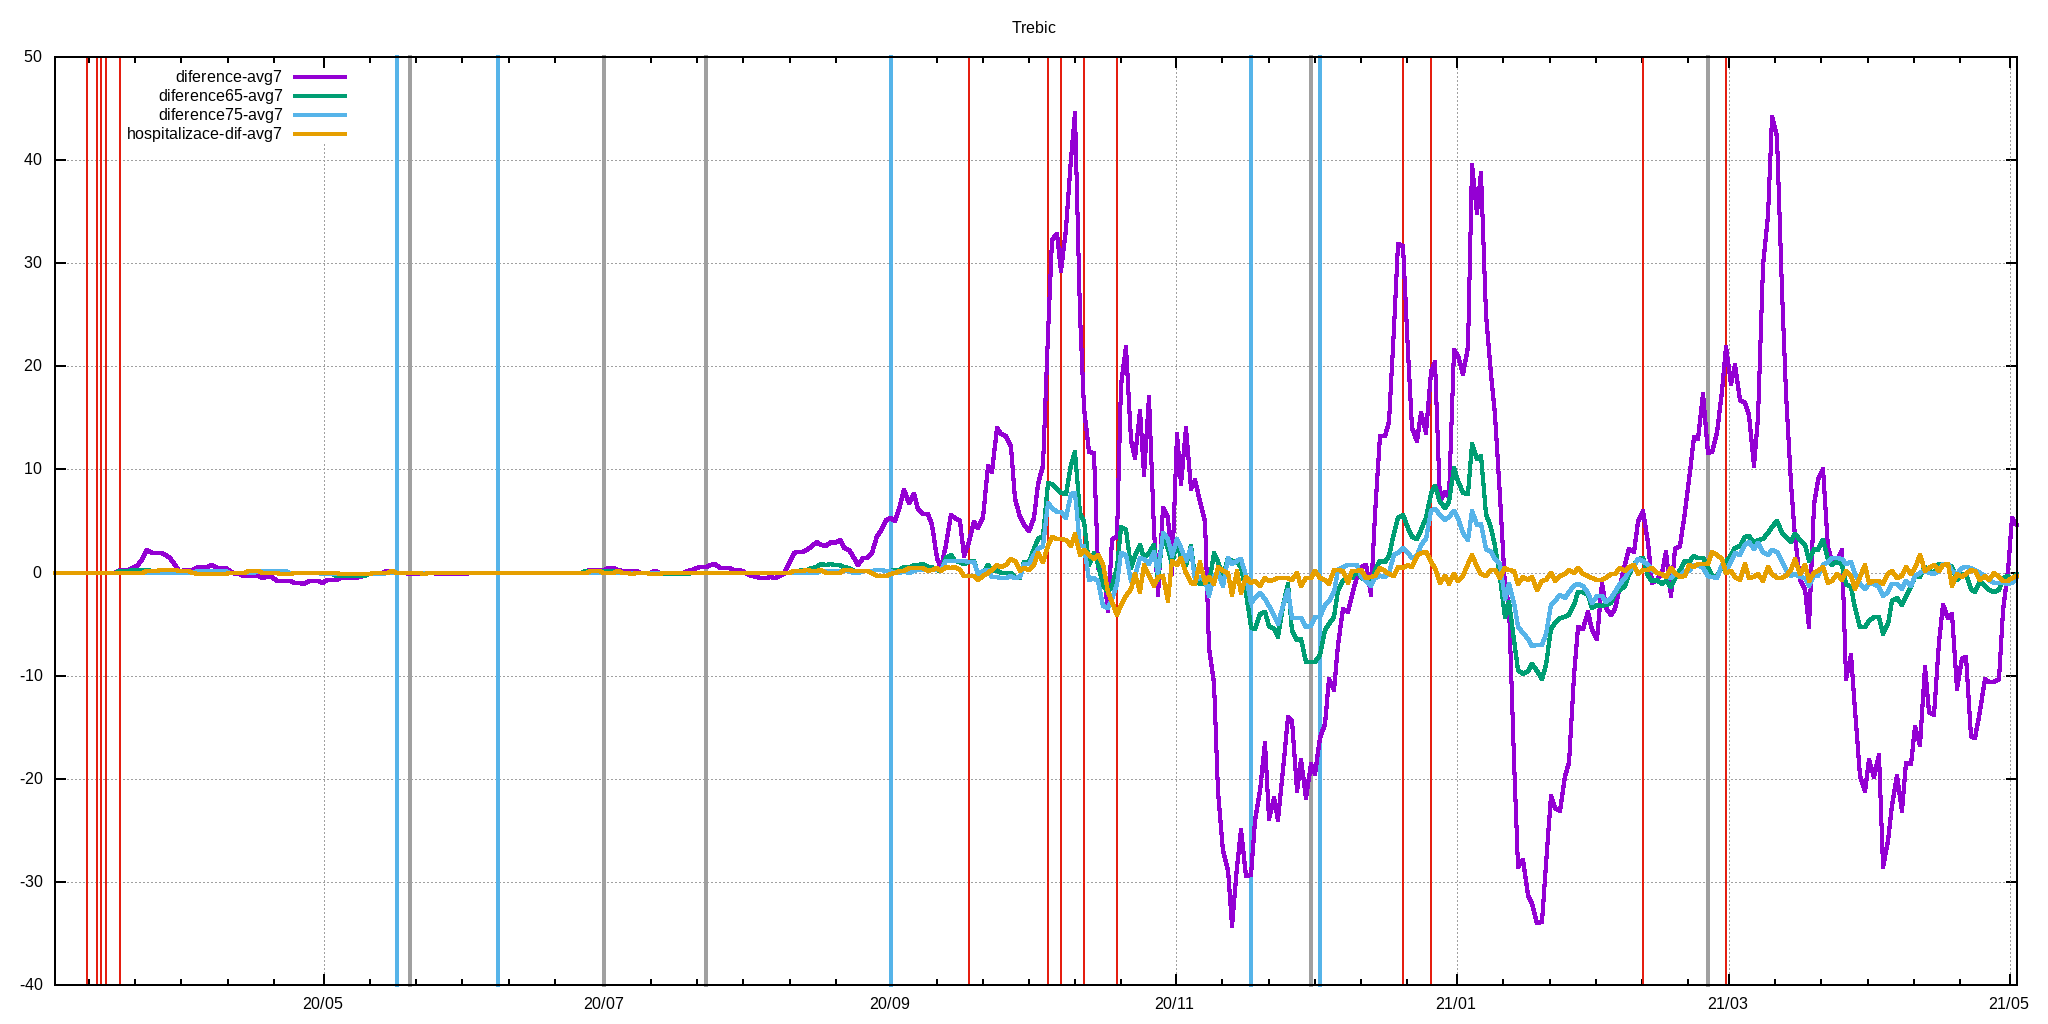 Trebic
50
diference-avg7
diference65-avg7
diference75-avg7
hospitalizace-dif-avg7
40
30
20
10
0
-10
-20
-30
-40
20/05 20/07 20/09 20/11 21/01 21/03 21/05